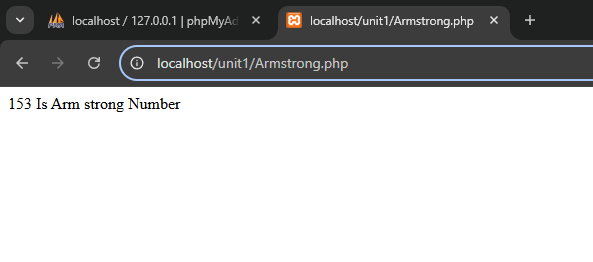 localhost / 127.0.0.1 | phpMyAd
localhost/unit1/Armstrong.php
localhost/unit1/Armstrong.php
153 Is Arm strong Number